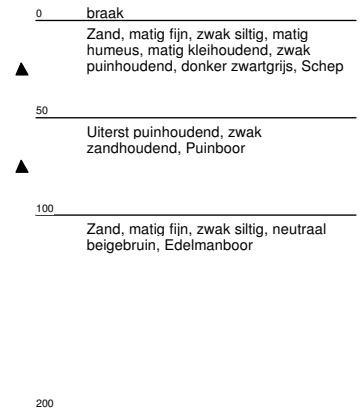 0 braak
Zand, matig fijn, zwak siltig, matig
humeus, matig kleihoudend, zwak
puinhoudend, donker zwartgrijs, Schep
50
Uiterst puinhoudend, zwak
zandhoudend, Puinboor
100
Zand, matig fijn, zwak siltig, neutraal
beigebruin, Edelmanboor
200